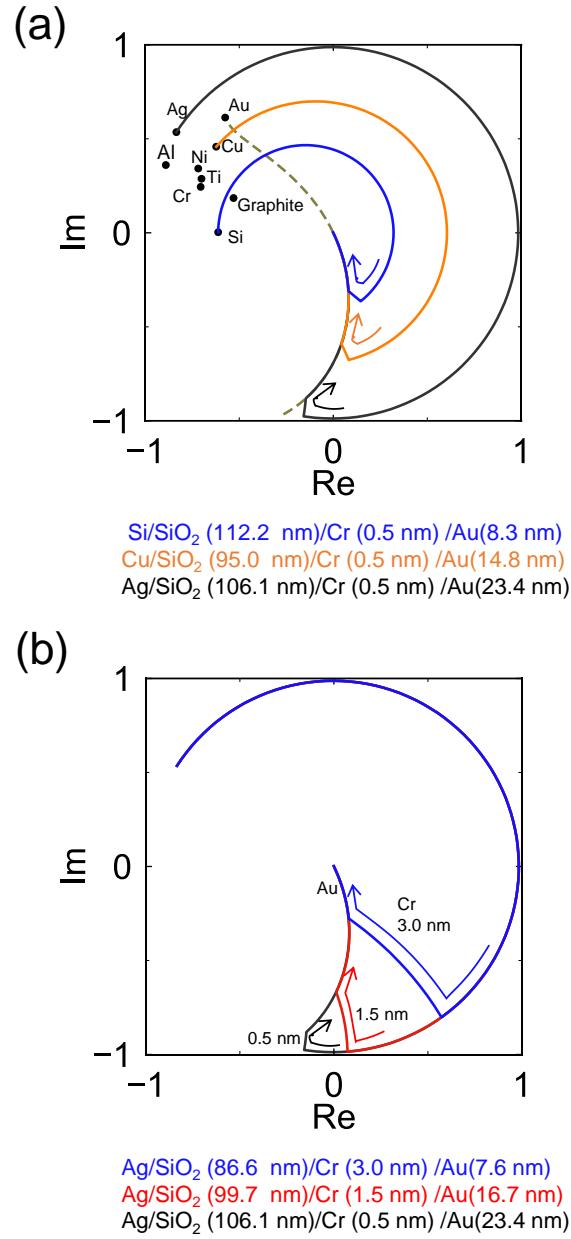 (a)
1
Ag
Au
Al
Ni
Cu
Ti
Cr
Graphite
Si
Im
0
−1
−1
0
1
Re
Si/SiO₂ (112.2 nm)/Cr (0.5 nm) /Au(8.3 nm)
Cu/SiO₂ (95.0 nm)/Cr (0.5 nm) /Au(14.8 nm)
Ag/SiO₂ (106.1 nm)/Cr (0.5 nm) /Au(23.4 nm)
(b)
1
Im
0
Au
Cr
3.0 nm
1.5 nm
0.5 nm
−1
−1
0
1
Re
Ag/SiO₂ (86.6 nm)/Cr (3.0 nm) /Au(7.6 nm)
Ag/SiO₂ (99.7 nm)/Cr (1.5 nm) /Au(16.7 nm)
Ag/SiO₂ (106.1 nm)/Cr (0.5 nm) /Au(23.4 nm)